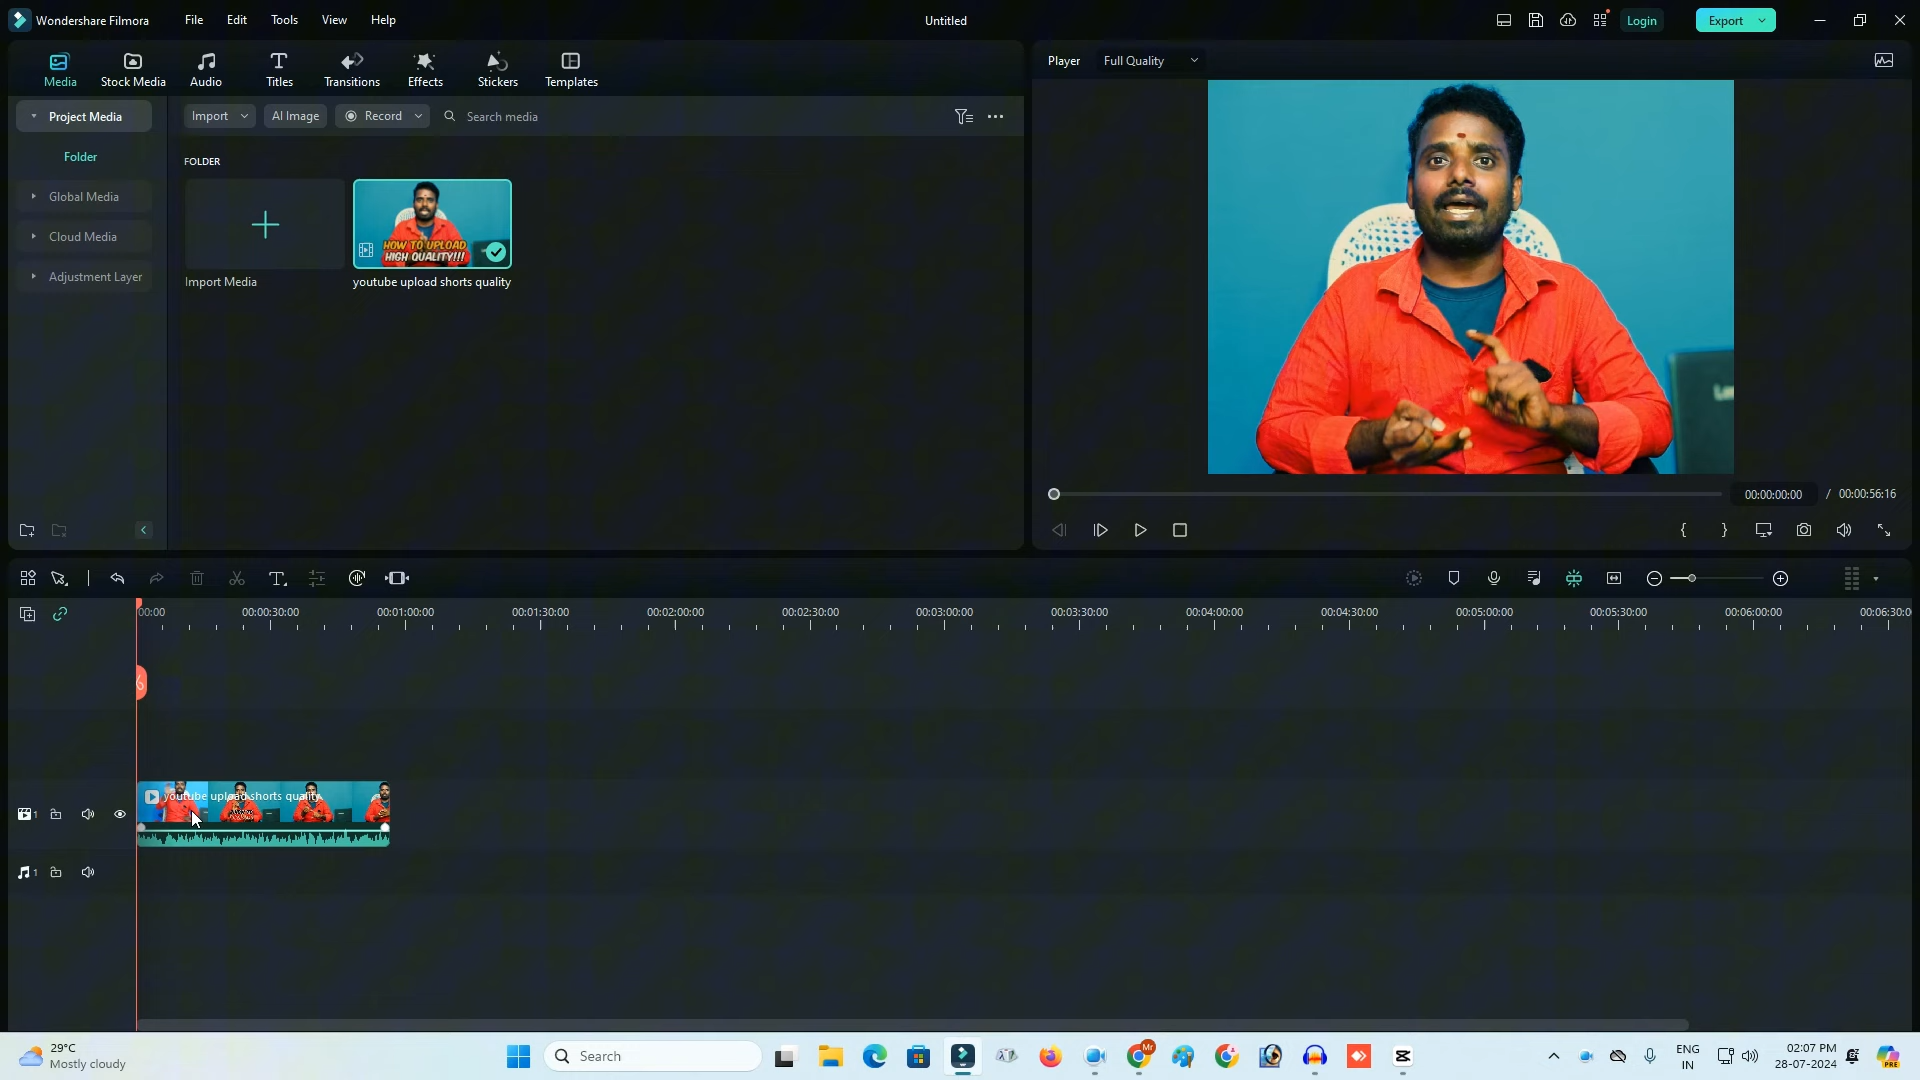 Wondershare Filmora File Edit Tools View Help Untitled Login Export
Media Stock Media Audio Titles Transitions Effects Stickers Templates
Player Full Quality
Project Media Import AI Image Record Search media
Folder
FOLDER
Global Media
Cloud Media
Adjustment Layer
HOW TO UPLOAD
HIGH QUALITY!!!
Import Media youtube upload shorts quality
00:00:00:00 / 00:00:56:16
00:00 00:00:30:00 00:01:00:00 00:01:30:00 00:02:00:00 00:02:30:00 00:03:00:00 00:03:30:00 00:04:00:00 00:04:30:00 00:05:00:00 00:05:30:00 00:06:00:00 00:06:30:0
youtube upload shorts quality
1
1
29°C
Mostly cloudy
Search
Mr
ENG
IN
02:07 PM
28-07-2024
PRE